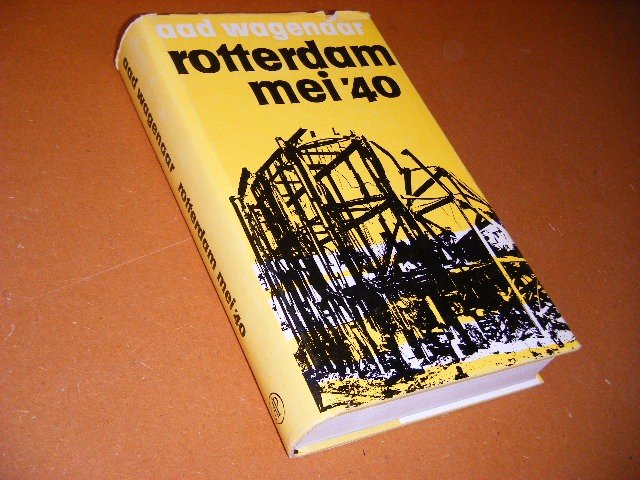 aad wagenaar
rotterdam
mei '40
aad wagenaar rotterdam mei '40